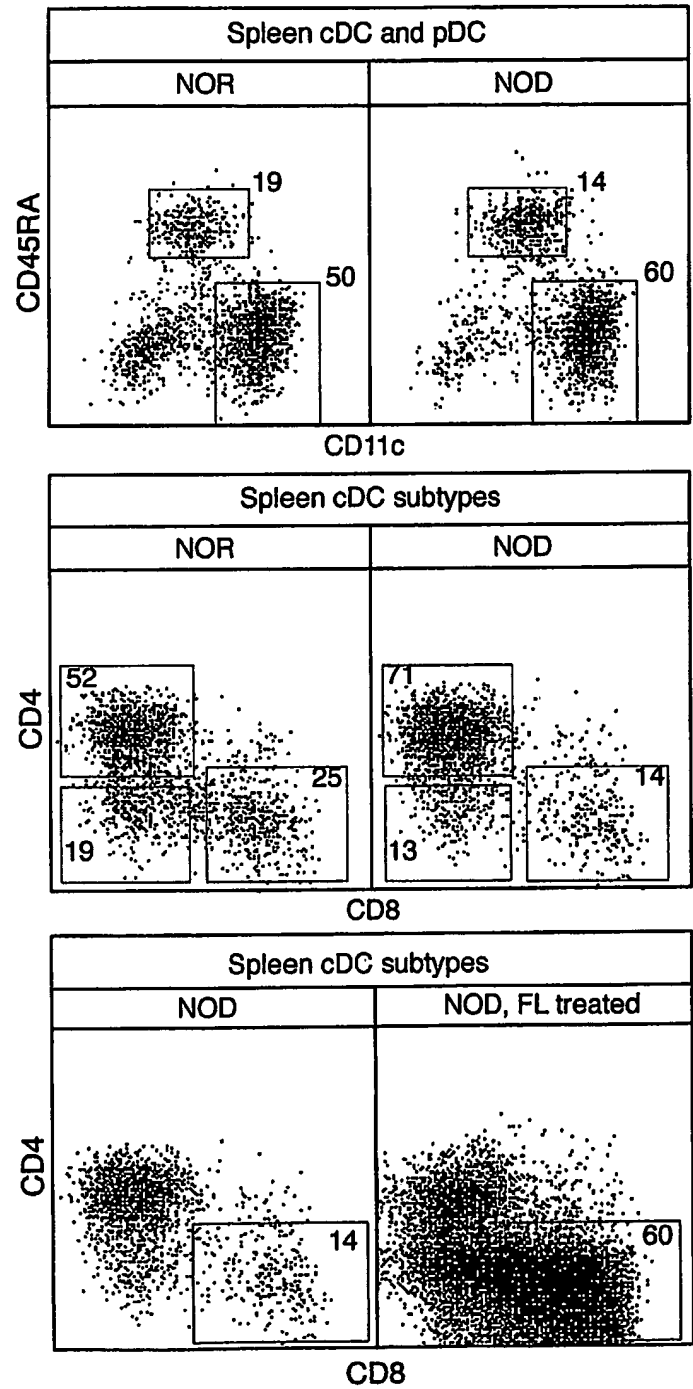 Spleen cDC and pDC
NOR NOD
19 14
50 60
CD45RA
CD11c
Spleen cDC subtypes
NOR NOD
52 71
25 14
19 13
CD4
CD8
Spleen cDC subtypes
NOD NOD, FL treated
14 60
CD4
CD8